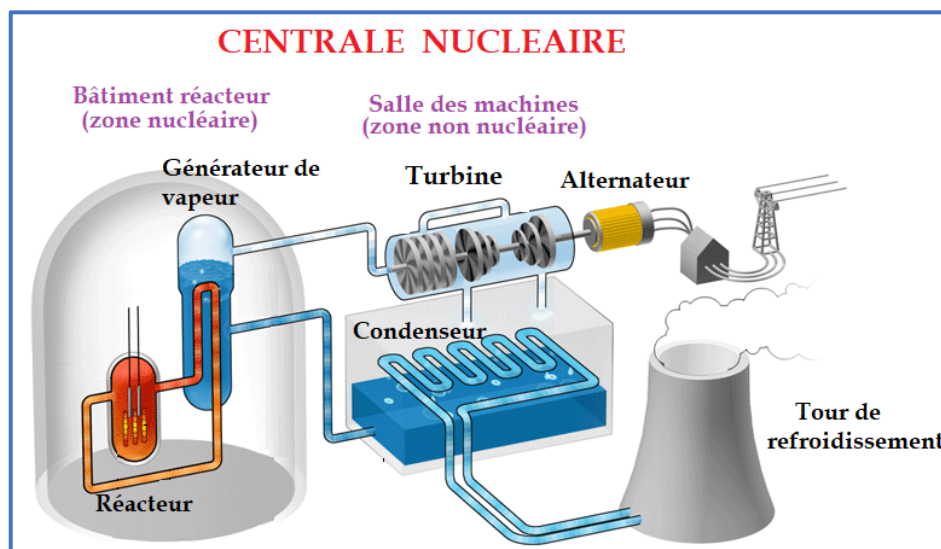 CENTRALE NUCLEAIRE
Bâtiment réacteur
(zone nucléaire)
Salle des machines
(zone non nucléaire)
Générateur de
vapeur
Turbine
Alternateur
Condenseur
Tour de
refroidissement
Réacteur